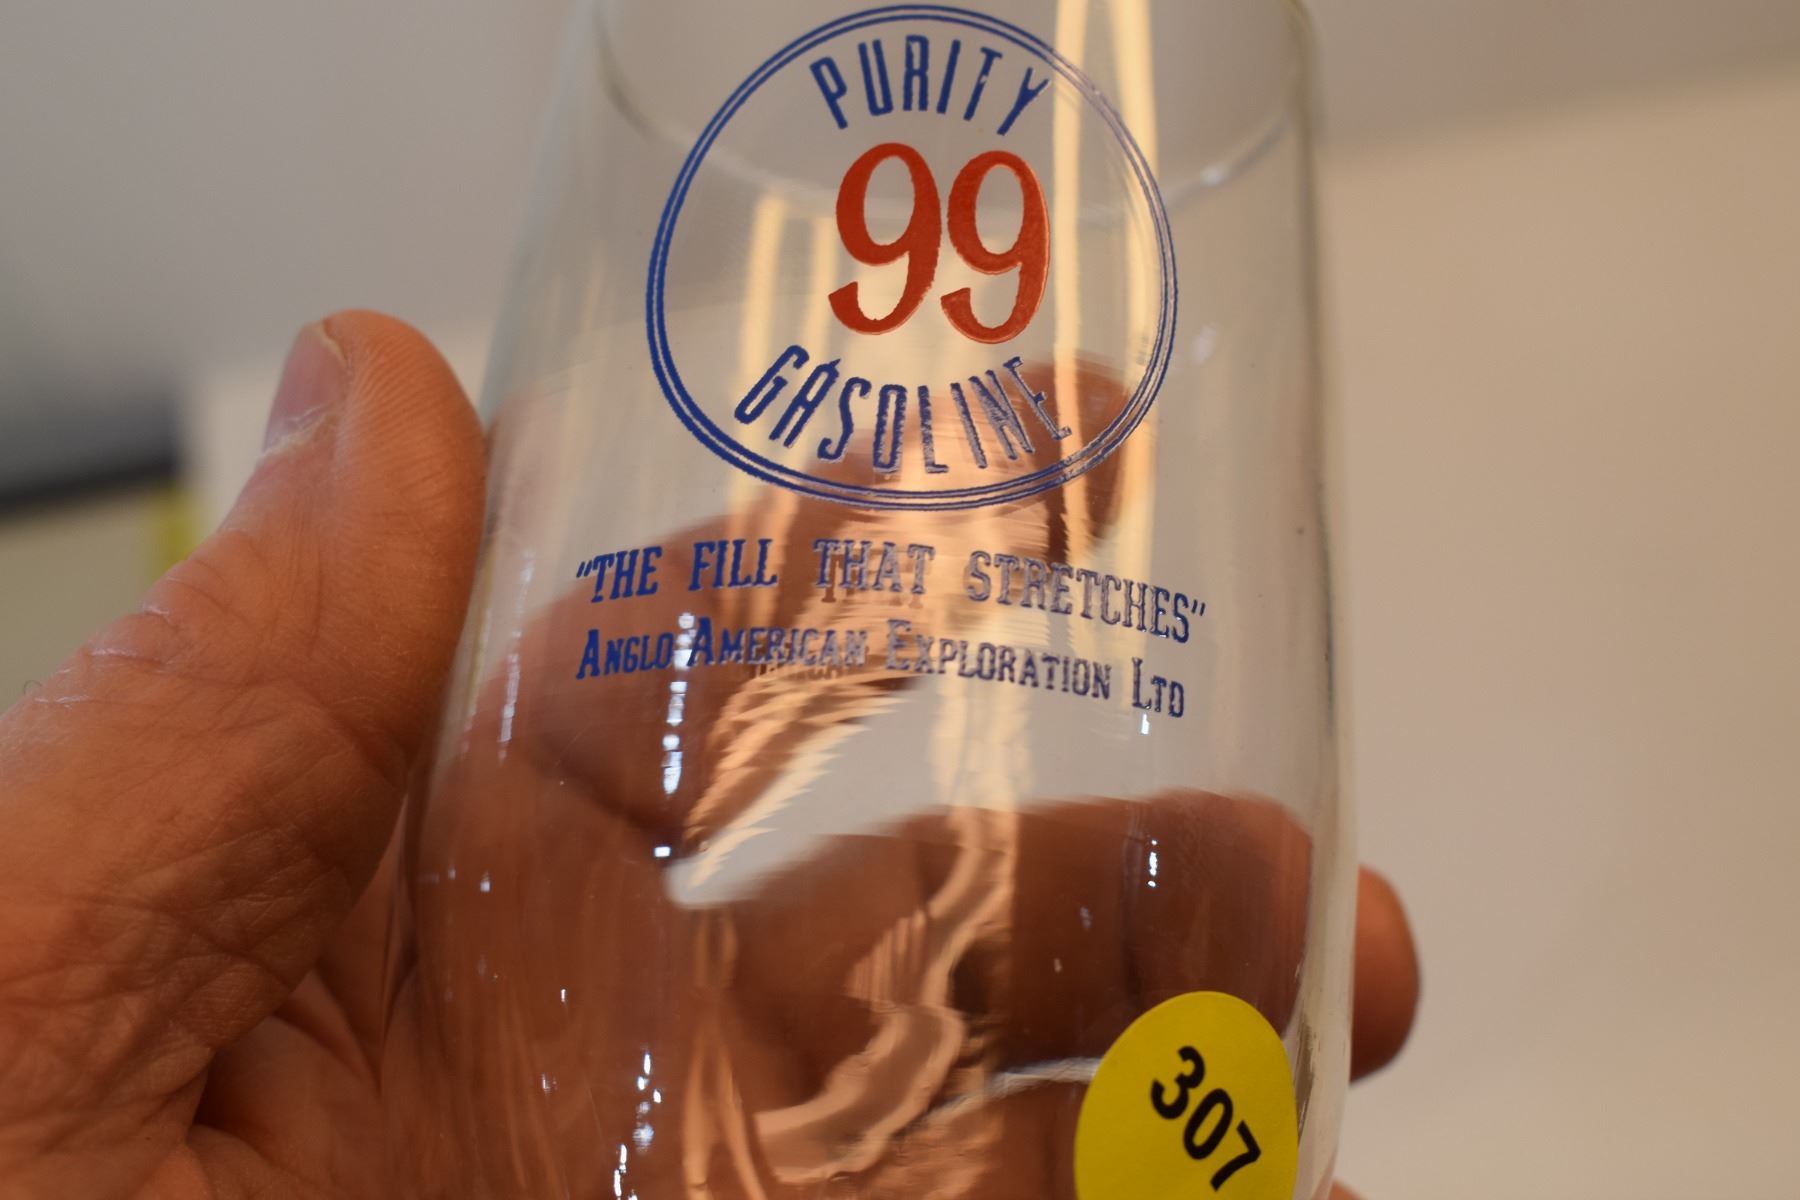 PURITY
99
GASOLINE
"THE FILL THAT STRETCHES"
ANGLO AMERICAN EXPLORATION LTD
307